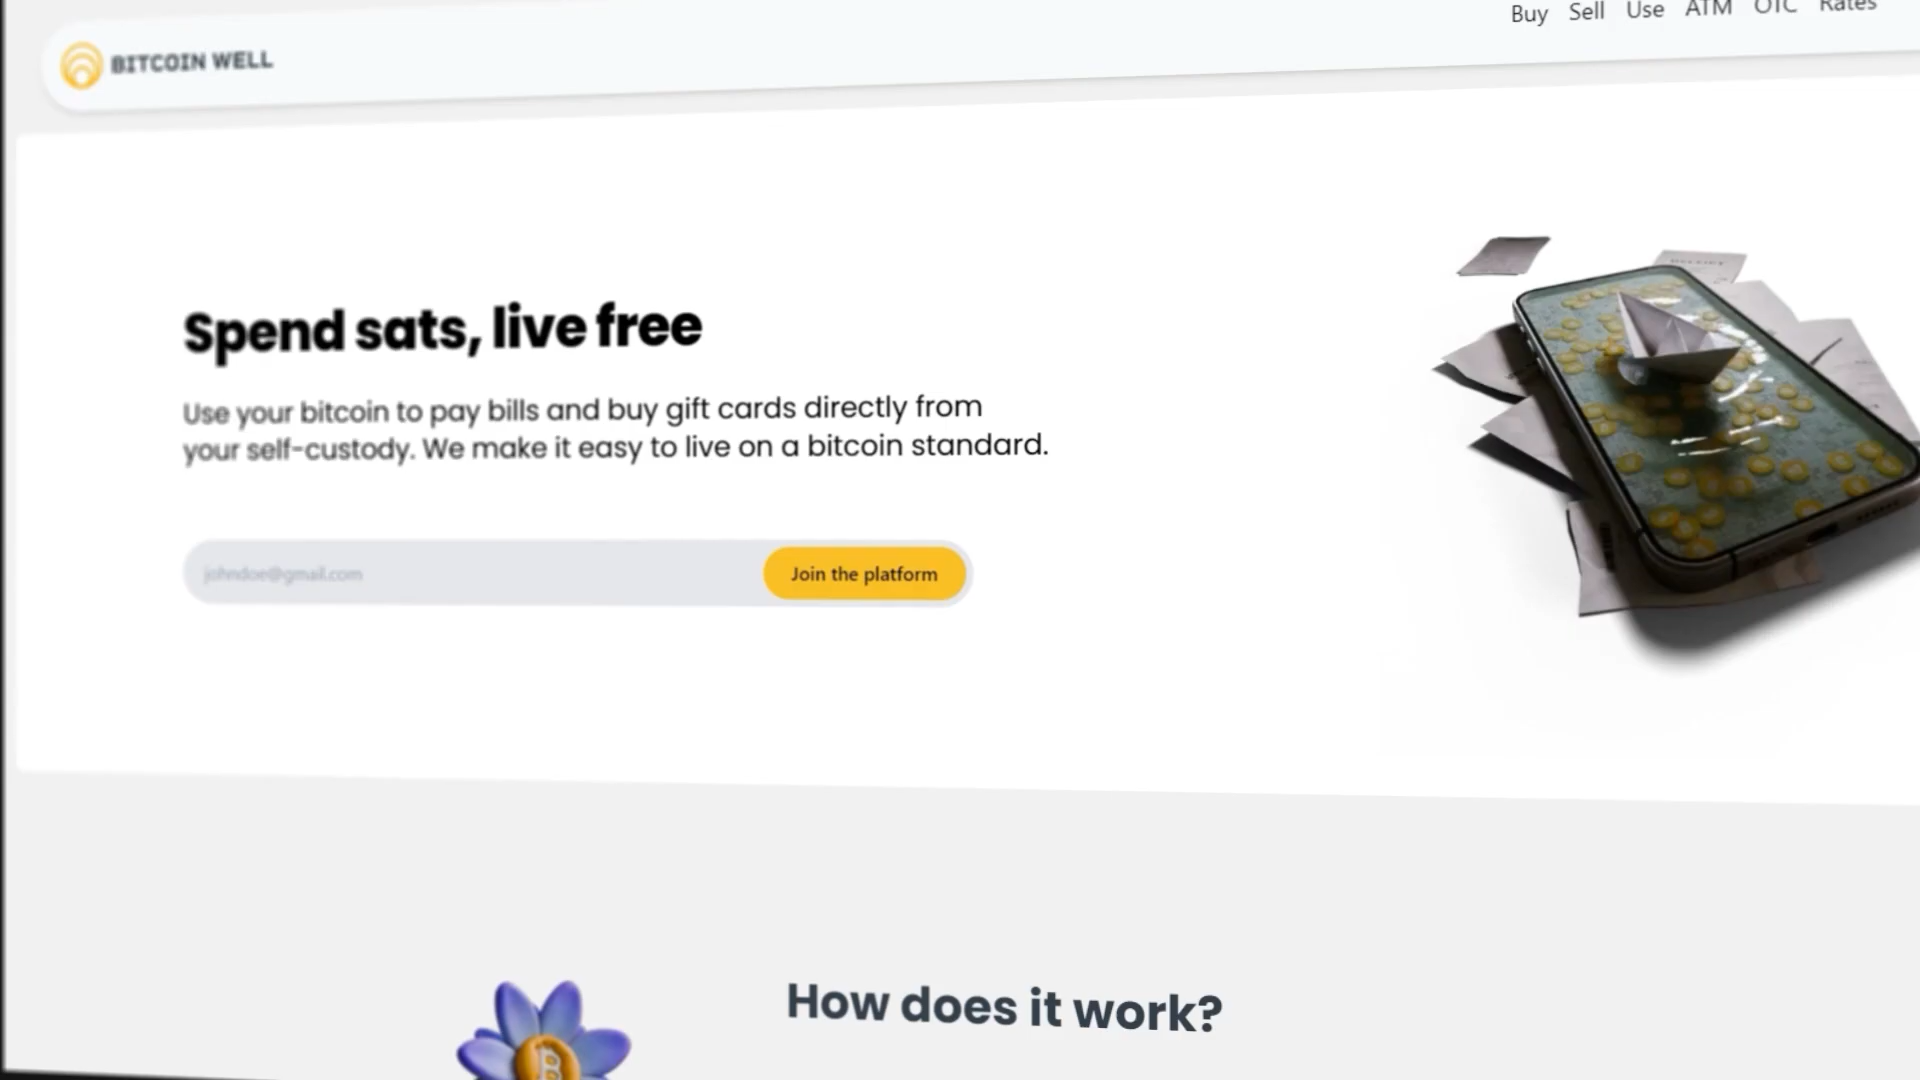 BITCOIN WELL
Buy Sell Use ATM OTC Rates
Spend sats, live free
Use your bitcoin to pay bills and buy gift cards directly from
your self-custody. We make it easy to live on a bitcoin standard.
johndoe@gmail.com
Join the platform
How does it work?